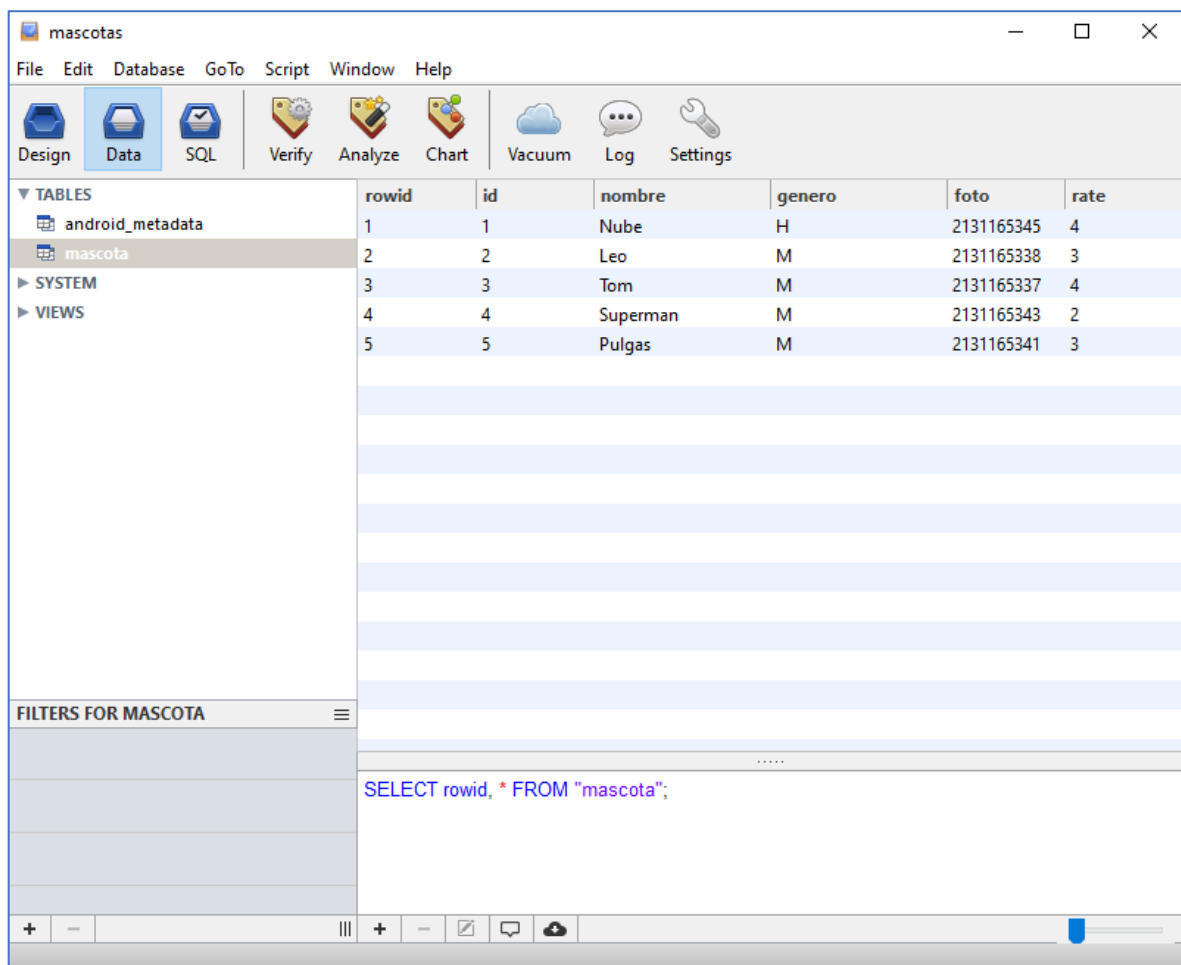 mascotas
File Edit Database GoTo Script Window Help
Design Data SQL Verify Analyze Chart Vacuum Log Settings
TABLES
android_metadata
mascota
SYSTEM
VIEWS
rowid id nombre genero foto rate
1 1 Nube H 2131165345 4
2 2 Leo M 2131165338 3
3 3 Tom M 2131165337 4
4 4 Superman M 2131165343 2
5 5 Pulgas M 2131165341 3
FILTERS FOR MASCOTA
SELECT rowid, * FROM "mascota";